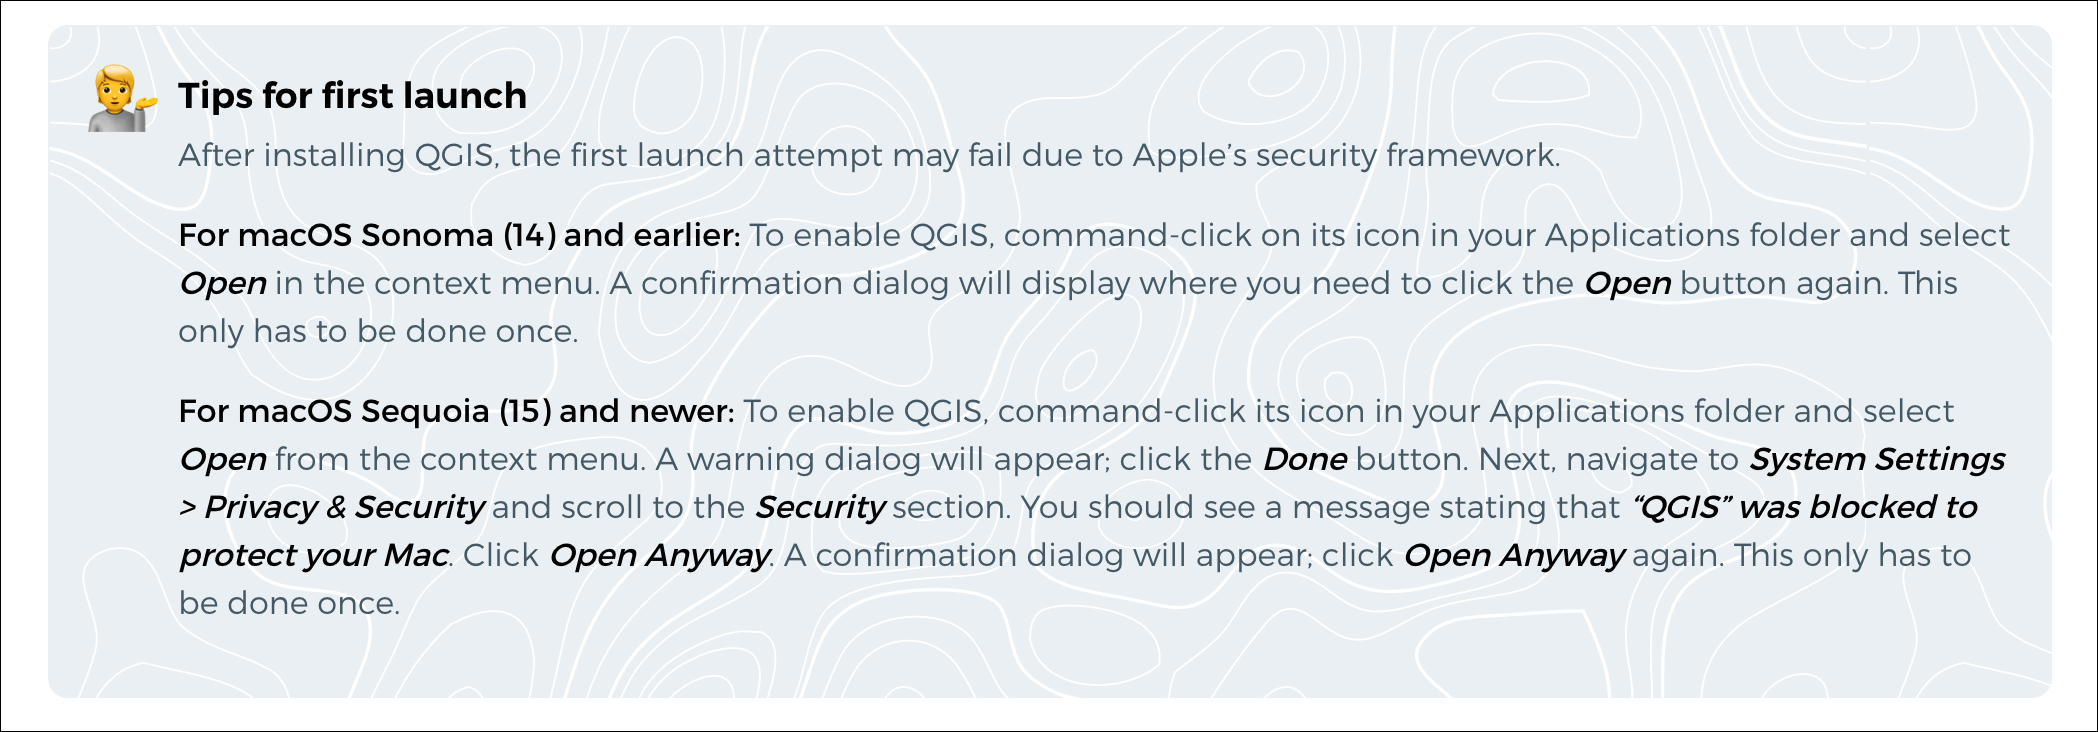 Tips for first launch
After installing QGIS, the first launch attempt may fail due to Apple’s security framework.
For macOS Sonoma (14) and earlier: To enable QGIS, command-click on its icon in your Applications folder and select
Open in the context menu. A confirmation dialog will display where you need to click the Open button again. This
only has to be done once.
For macOS Sequoia (15) and newer: To enable QGIS, command-click its icon in your Applications folder and select
Open from the context menu. A warning dialog will appear; click the Done button. Next, navigate to System Settings
> Privacy & Security and scroll to the Security section. You should see a message stating that “QGIS” was blocked to
protect your Mac. Click Open Anyway. A confirmation dialog will appear; click Open Anyway again. This only has to
be done once.